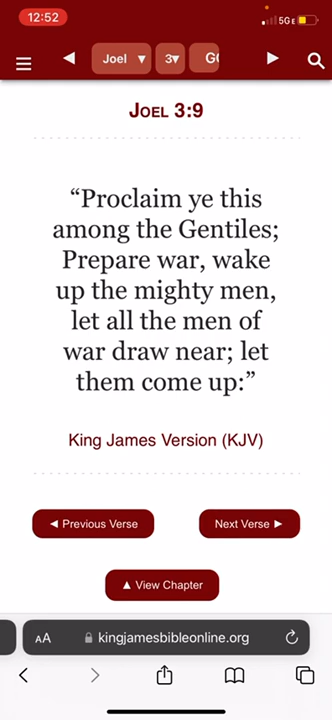 12:52
5G E
Joel ▼ 3▼ G
JOEL 3:9
“Proclaim ye this
among the Gentiles;
Prepare war, wake
up the mighty men,
let all the men of
war draw near; let
them come up:”
King James Version (KJV)
◀ Previous Verse
Next Verse ▶
▲ View Chapter
AA kingjamesbibleonline.org